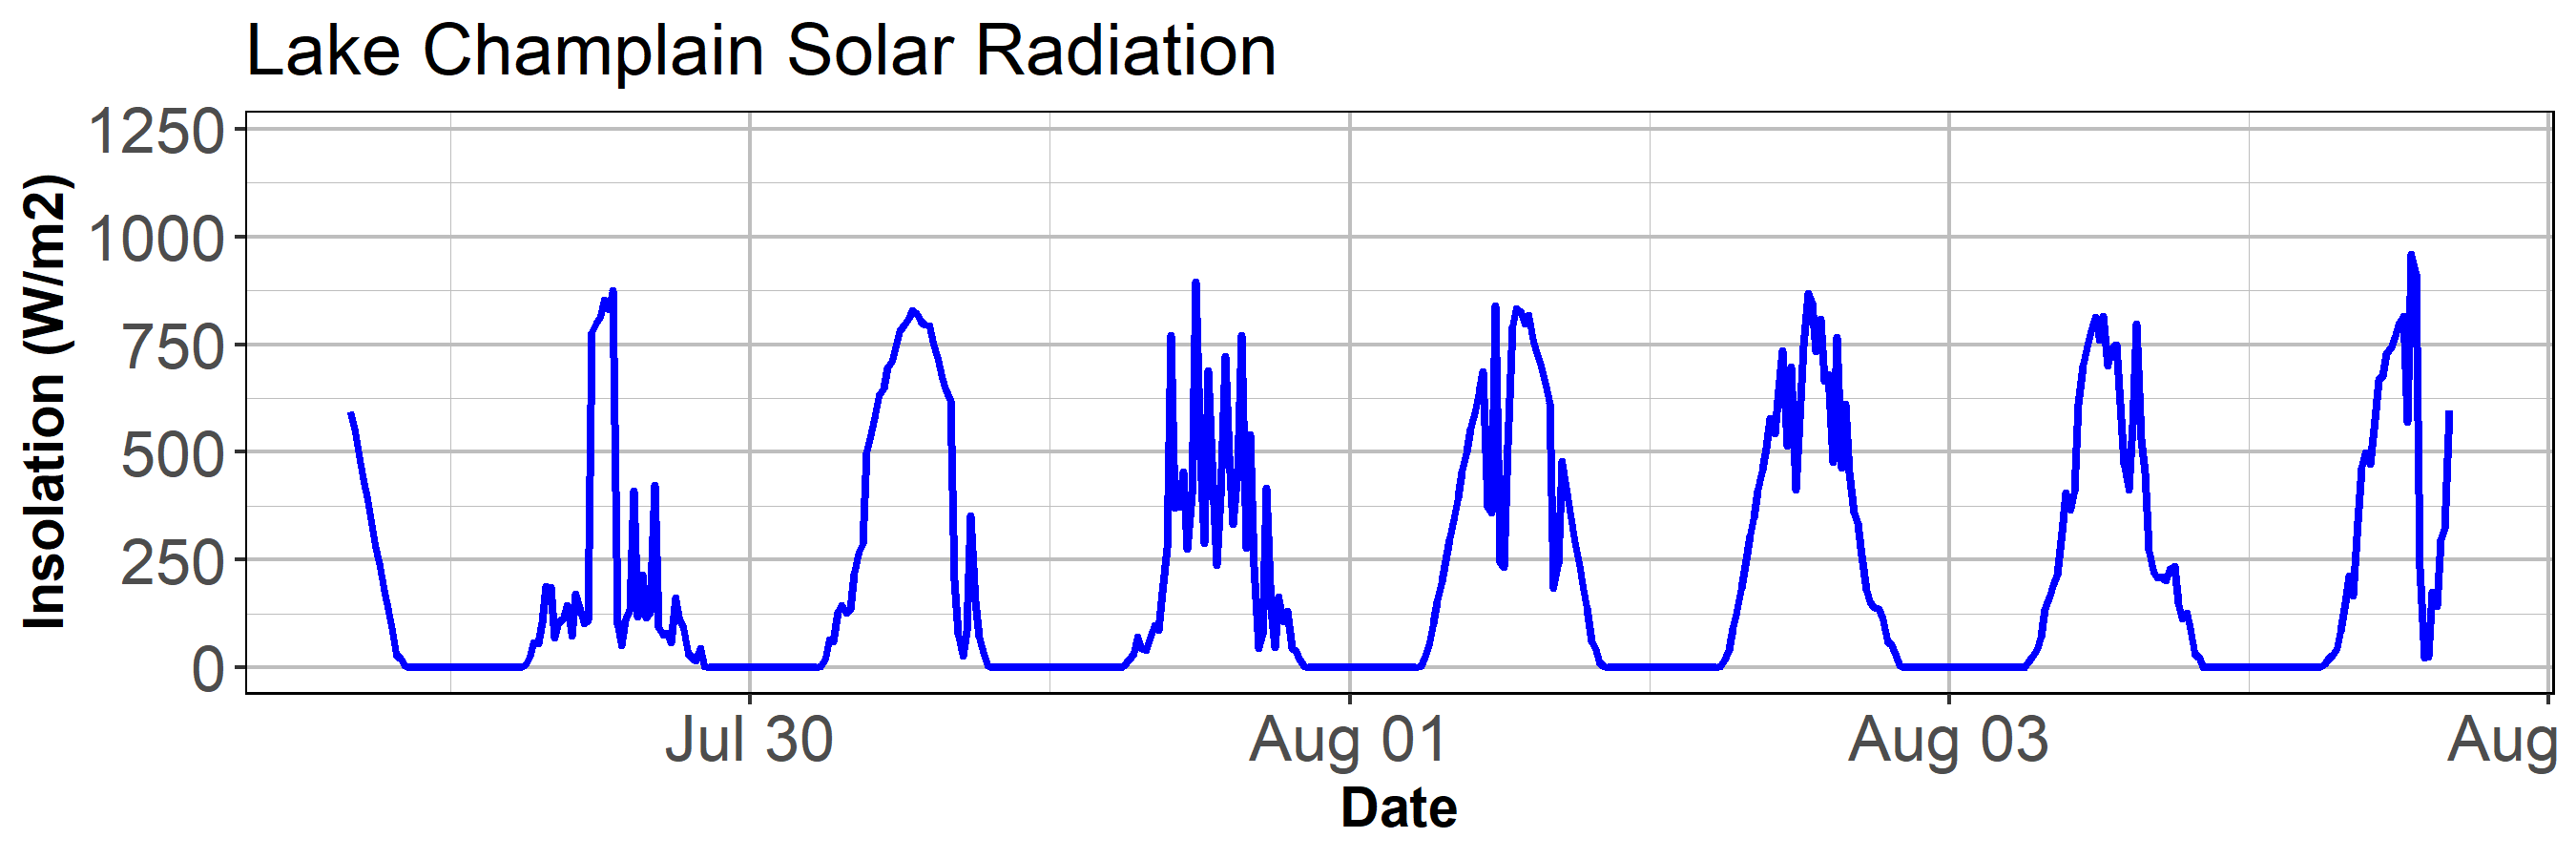 Lake Champlain Solar Radiation
1250
1000
750
500
250
0
Insolation (W/m2)
Jul 30
Aug 01
Aug 03
Aug
Date